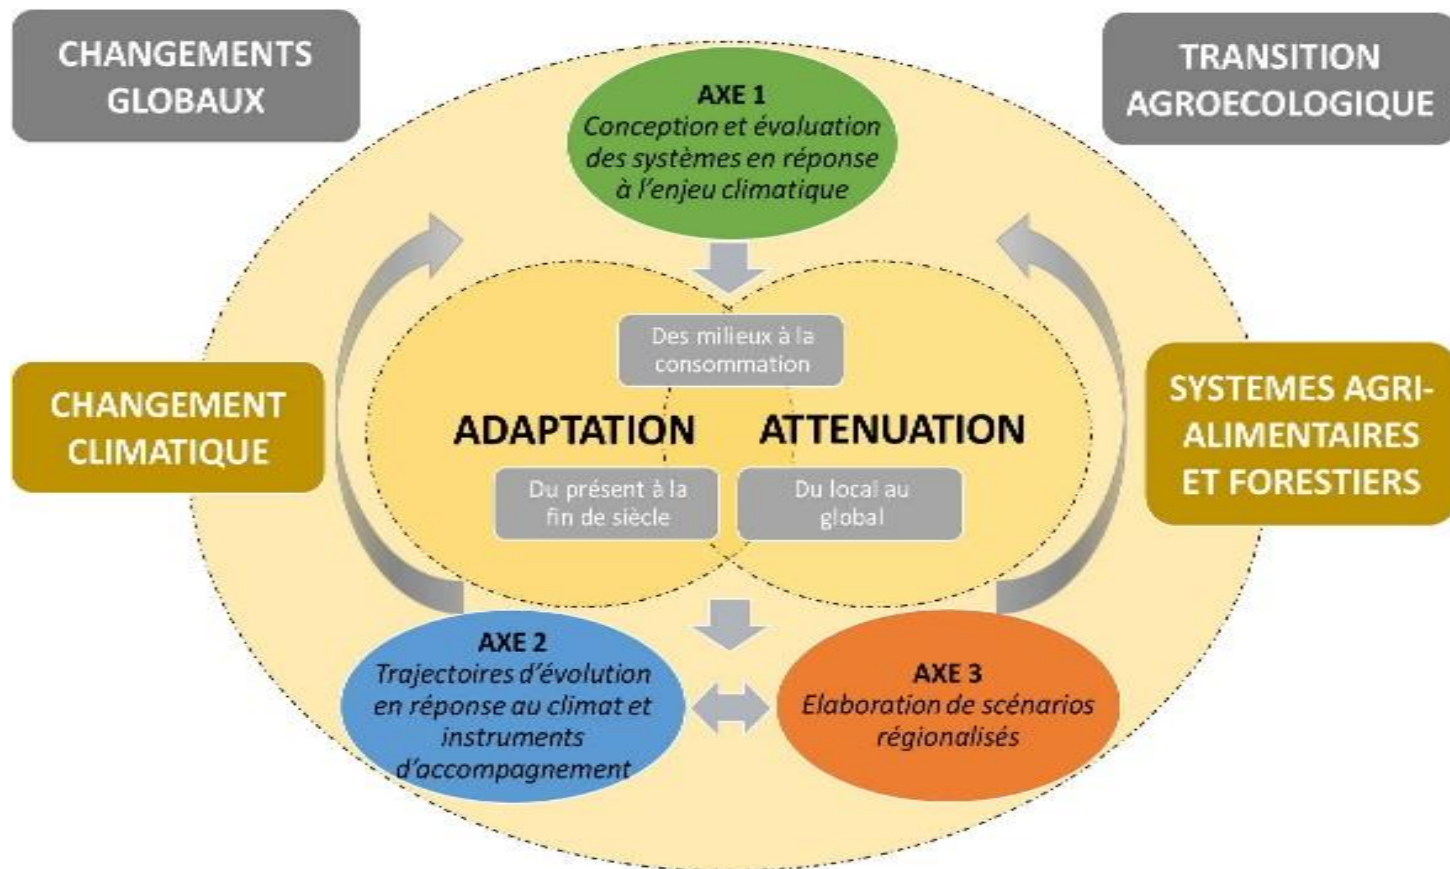 CHANGEMENTS
GLOBAUX
TRANSITION
AGROECOLOGIQUE
AXE 1
Conception et évaluation
des systèmes en réponse
à l'enjeu climatique
Des milieux à la
consommation
CHANGEMENT
CLIMATIQUE
ADAPTATION
ATTENUATION
SYSTEMES AGRI-
ALIMENTAIRES
ET FORESTIERS
Du présent à la
fin de siècle
Du local au
global
AXE 2
Trajectoires d'évolution
en réponse au climat et
instruments
d'accompagnement
AXE 3
Elaboration de scénarios
régionalisés